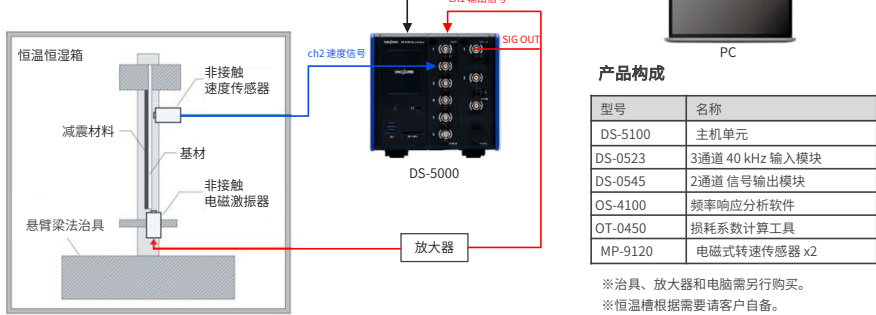 ch1 输出信号
恒温恒湿箱
ch2 速度信号
SIG OUT
非接触
速度传感器
减震材料
基材
非接触
电磁激振器
悬臂梁法治具
DS-5000
放大器
PC
产品构成
型号 名称
DS-5100 主机单元
DS-0523 3通道 40 kHz 输入模块
DS-0545 2通道 信号输出模块
OS-4100 频率响应分析软件
OT-0450 损耗系数计算工具
MP-9120 电磁式转速传感器 x2
※治具、放大器和电脑需另行购买。
※恒温槽根据需要请客户自备。